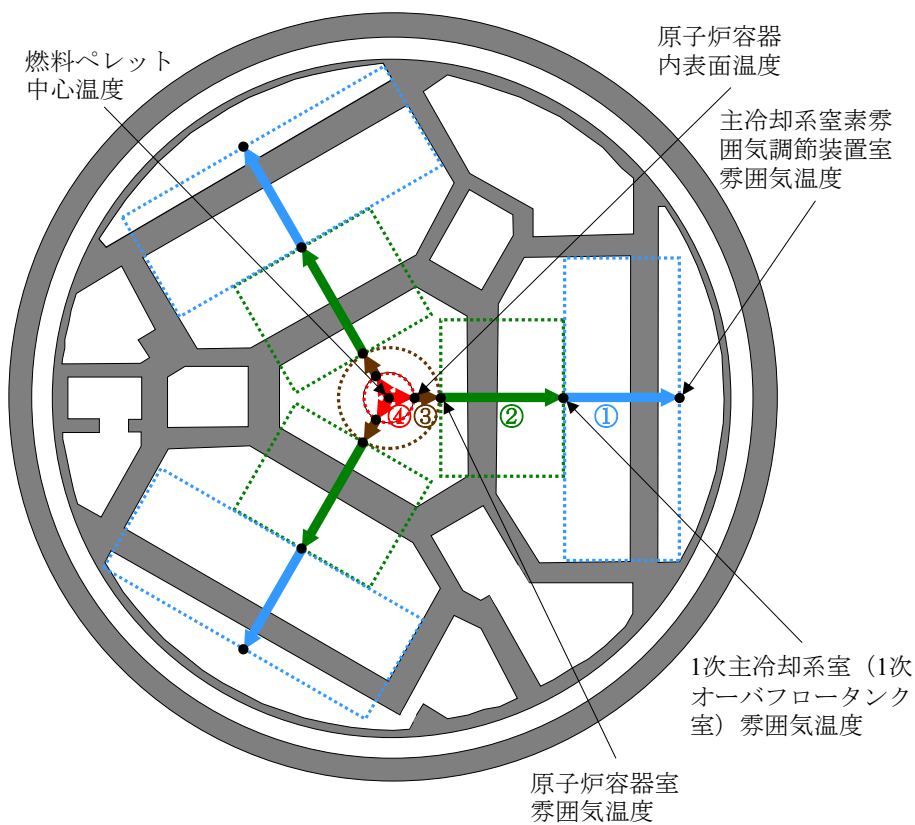 燃料ペレット
中心温度
原子炉容器
内表面温度
主冷却系室素雰
囲気調節装置室
雰囲気温度
④
③
②
①
1次主冷却系室（1次
オーバフロータンク
室）雰囲気温度
原子炉容器室
雰囲気温度